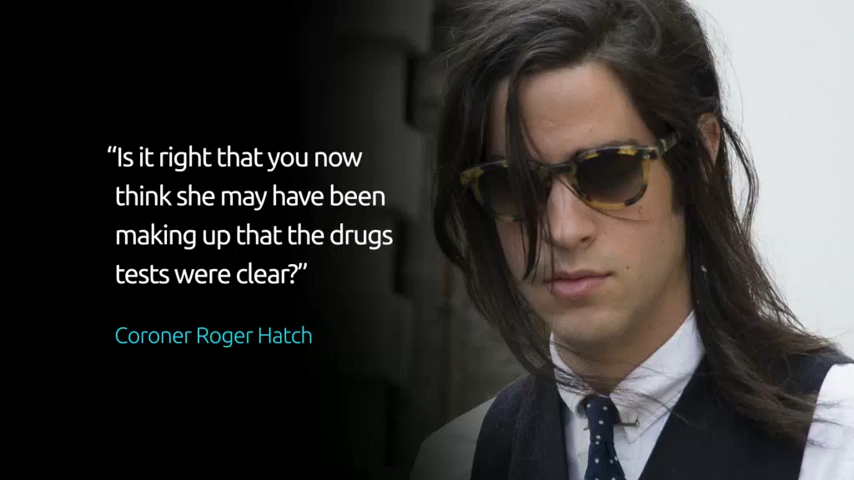 “Is it right that you now
think she may have been
making up that the drugs
tests were clear?”
Coroner Roger Hatch